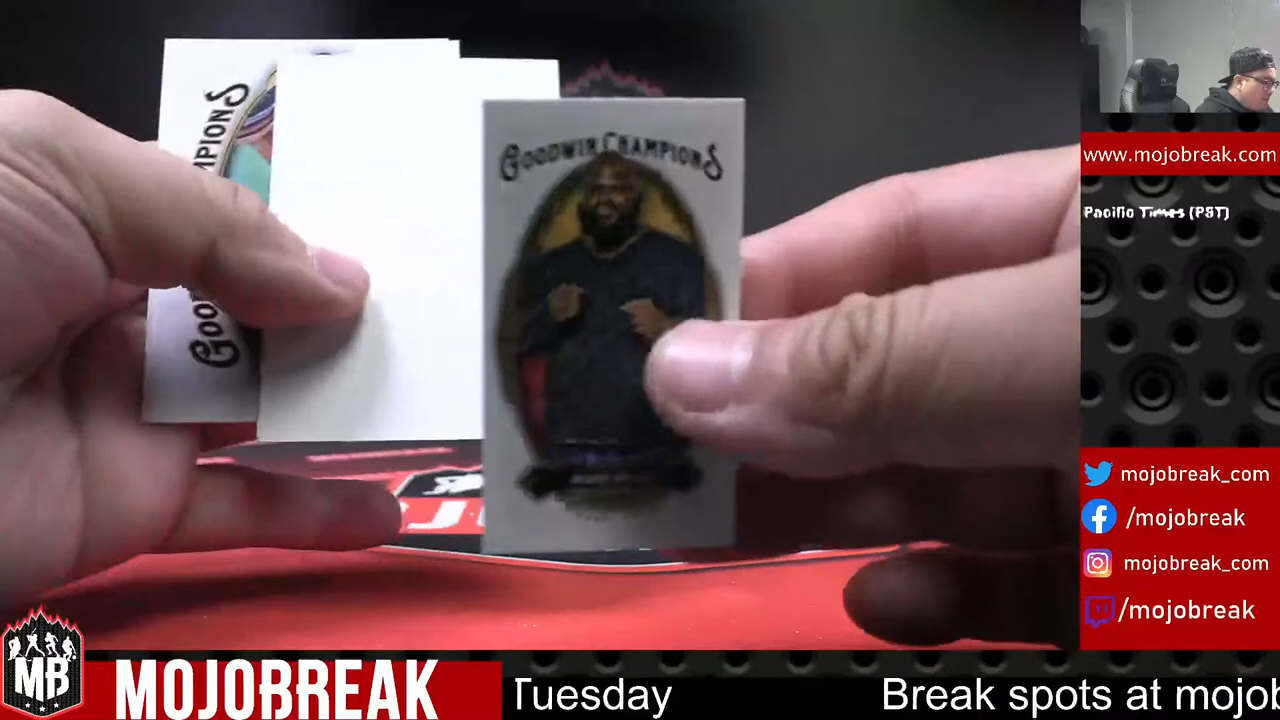 GOODWIN CHAMPIONS
www.mojobreak.com
Pacific Times (PST)
mojobreak_com
/mojobreak
mojobreak_com
/mojobreak
MB
MOJOBREAK
Tuesday
Break spots at mojob